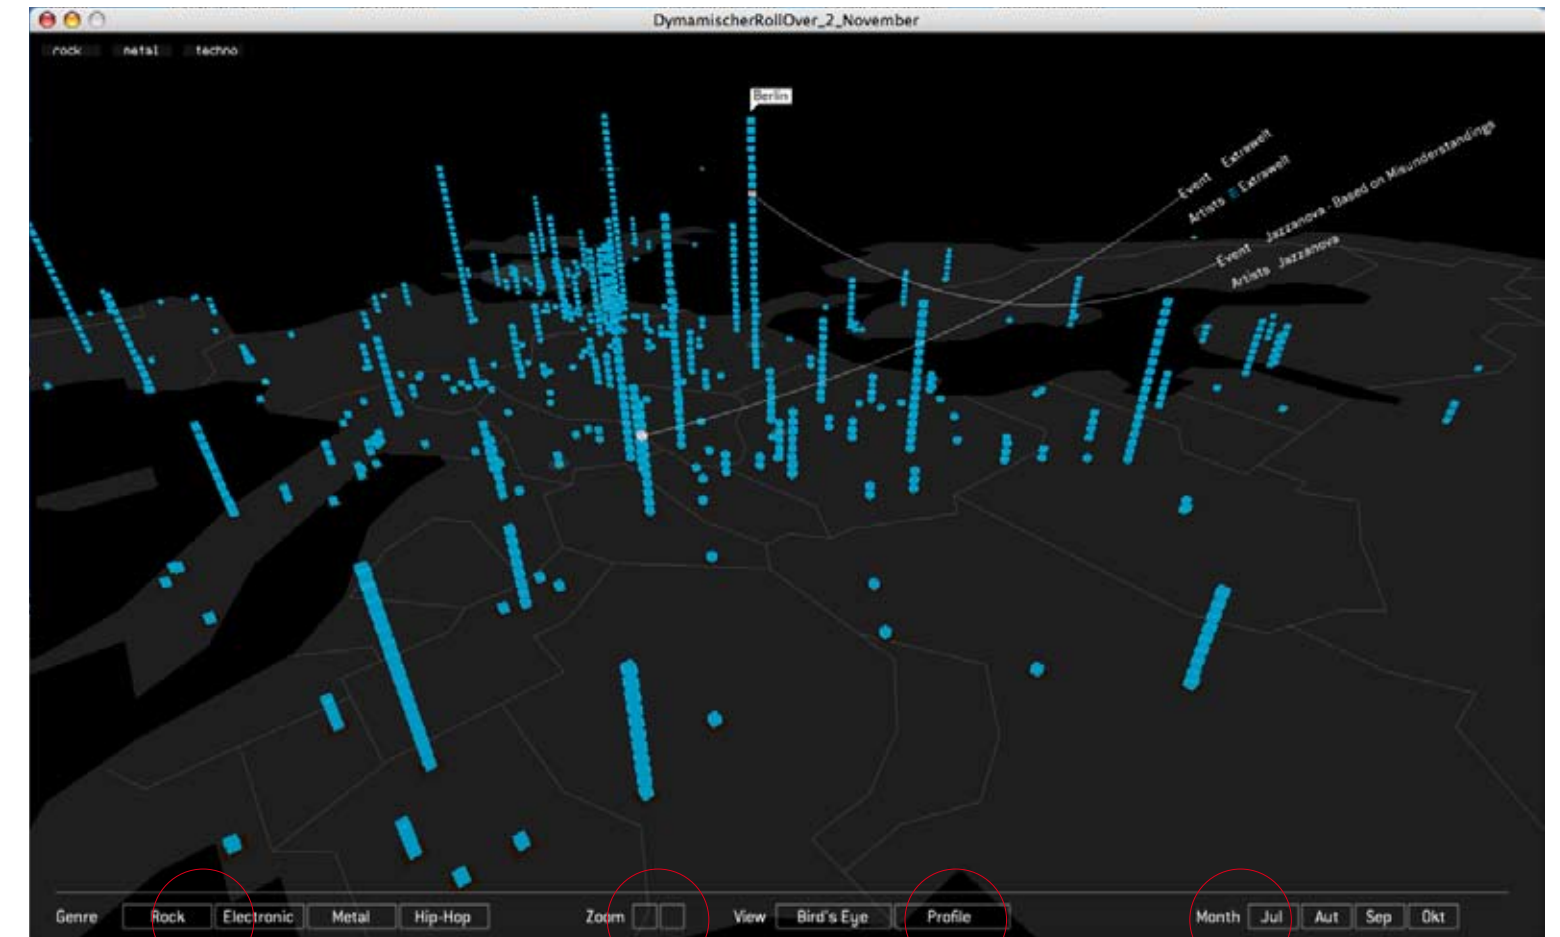 DymamischerRollOver_2_November
rock metal techno
Berlin
Event Extrawelt
Artists Extrawelt
Event Jazzanova - Based on Misunderstandings
Artists Jazzanova
Genre Rock Electronic Metal Hip-Hop Zoom View Bird's Eye Profile Month Jul Aut Sep Okt